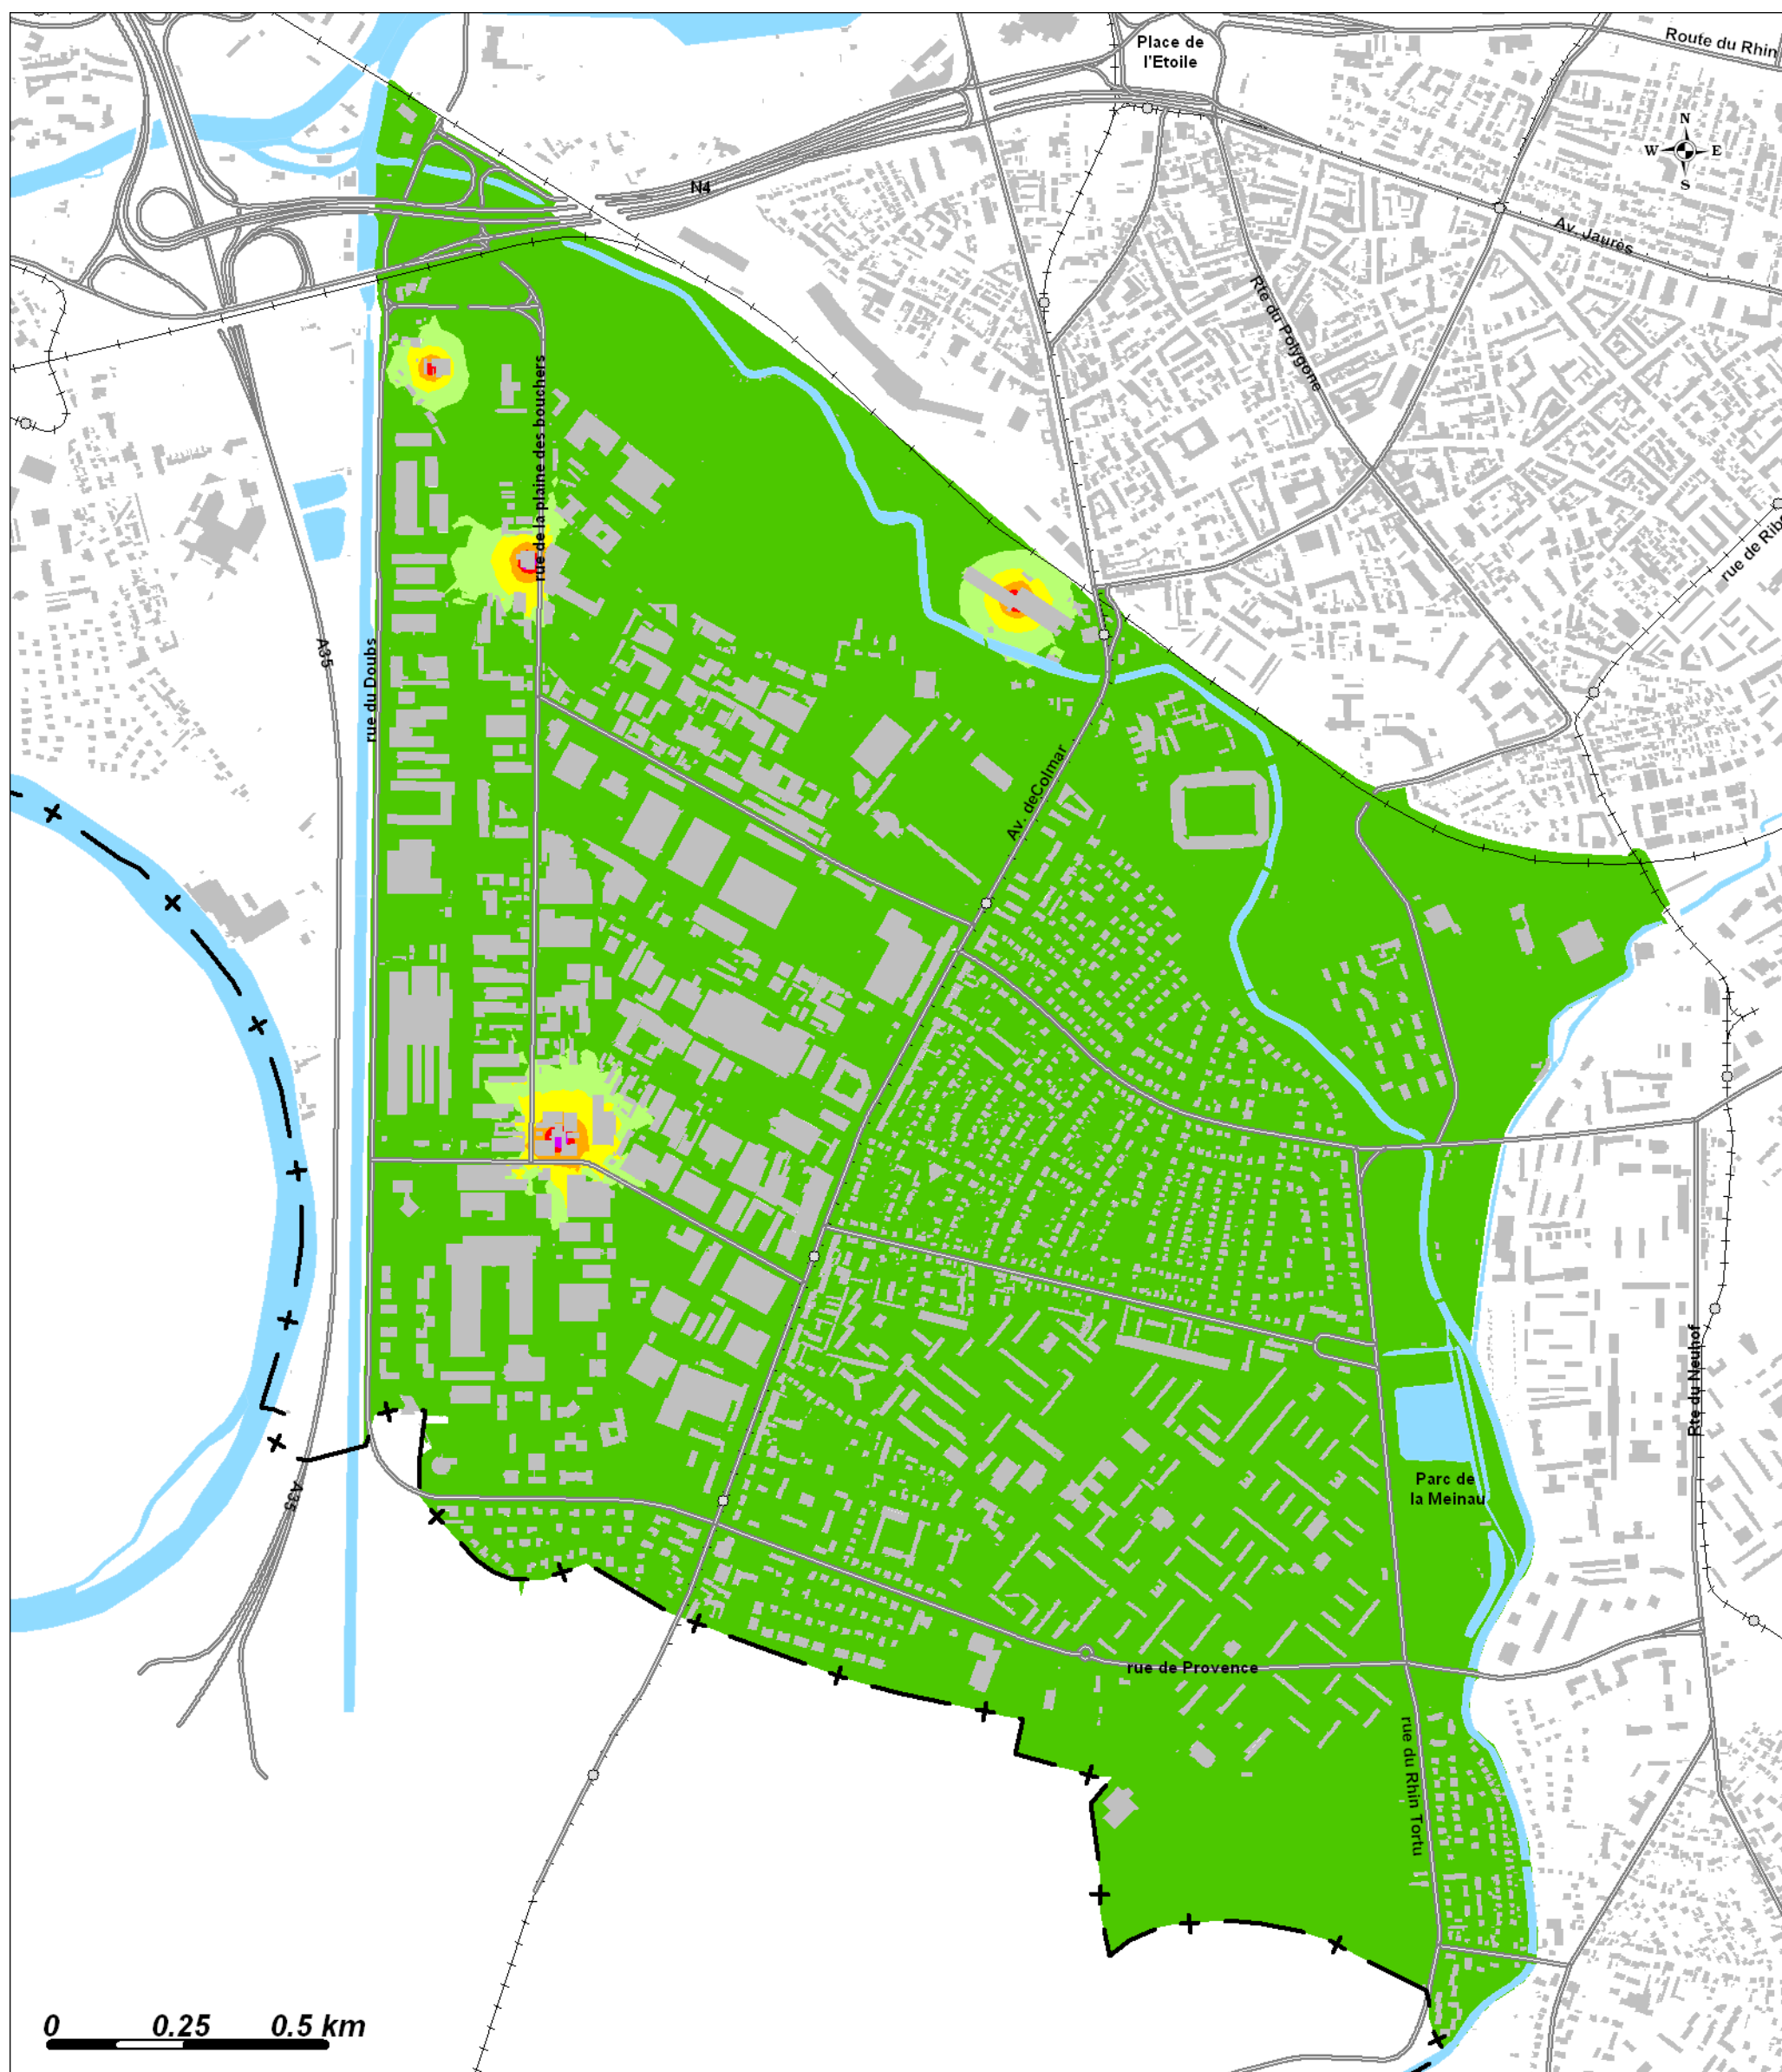 Place de
l'Etoile
Route du Rhin
N
W E
S
N4
Av. Jaurès
Rte du Polygone
rue de la plaine des bouchers
rue de Rib
A35
rue du Doubs
Av. deColmar
Rte du Neuhof
Parc de
la Meinau
A35
rue de Provence
rue du Rhin Tortu
0 0.25 0.5 km